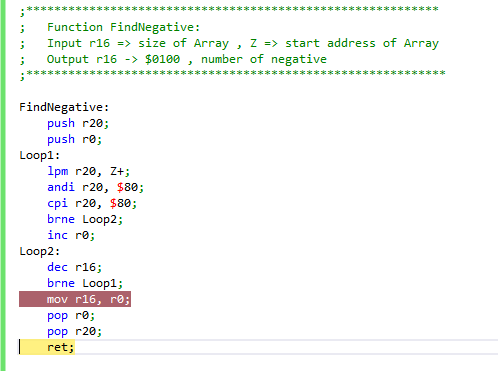 ;***********************************************************
;   Function FindNegative:
;   Input r16 => size of Array , Z => start address of Array
;   Output r16 -> $0100 , number of negative
;************************************************************
FindNegative:
    push r20;
    push r0;
Loop1:
    lpm r20, Z+;
    andi r20, $80;
    cpi r20, $80;
    brne Loop2;
    inc r0;
Loop2:
    dec r16;
    brne Loop1;
    mov r16, r0;
    pop r0;
    pop r20;
    ret;